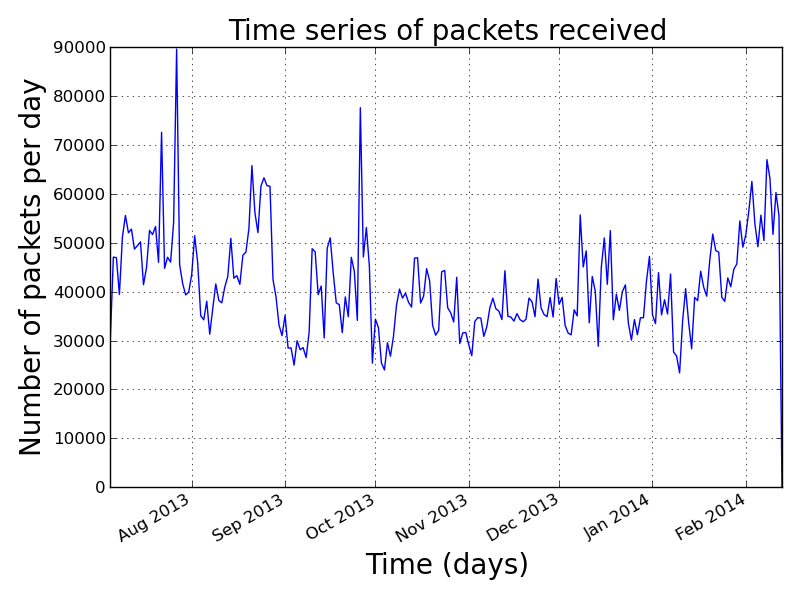 Time series of packets received
Number of packets per day
90000
80000
70000
60000
50000
40000
30000
20000
10000
0
Aug 2013
Sep 2013
Oct 2013
Nov 2013
Dec 2013
Jan 2014
Feb 2014
Time (days)